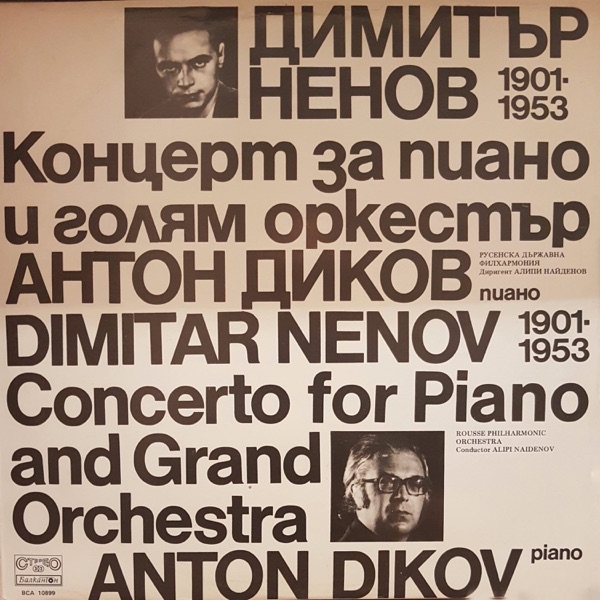 ДИМИТЪР
НЕНОВ 1901-
1953
Концерт за пиано
и голям оркестър
АНТОН ДИКОВ
РУСЕНСКА ДЪРЖАВНА
ФИЛХАРМОНИЯ
Диригент АЛИПИ НАЙДЕНОВ
пиано
DIMITAR NENOV 1901-
1953
Concerto for Piano
and Grand
Orchestra
ROUSSE PHILHARMONIC
ORCHESTRA
Conductor ALIPI NAIDENOV
ANTON DIKOV piano
СТЕРЕО
Балкантон
BCA 10899